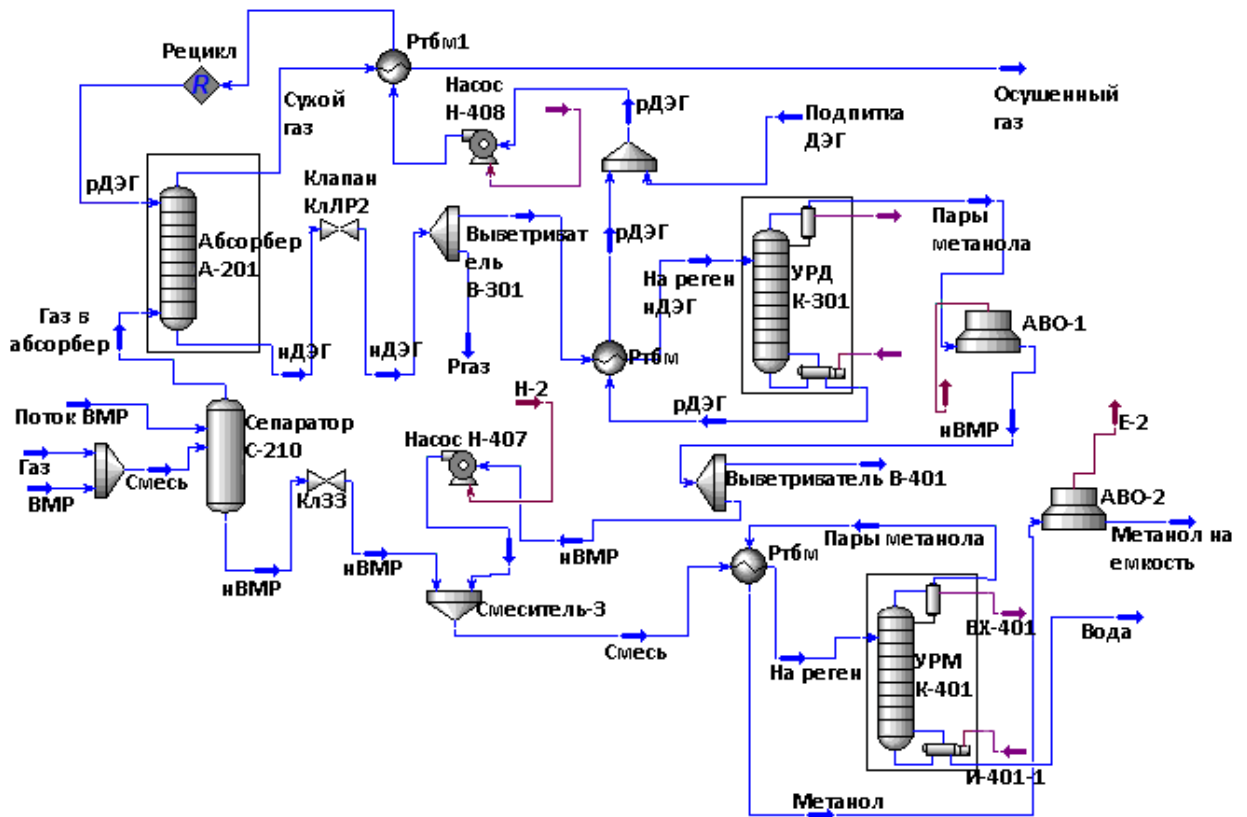 Рецикл
Ртбм1
Насос
Н-408
рДЭГ
Подпитка
ДЭГ
Осушенный
газ
R
Сухой
газ
рДЭГ
Клапан
КлЛР2
Абсорбер
А-201
Выветриват
ель
В-301
рДЭГ
На реген
нДЭГ
УРД
К-301
Пары
метанола
АВО-1
Газ в
абсорбер
нДЭГ
нДЭГ
Ргаз
Ртбм
рДЭГ
нВМР
Н-2
Е-2
Поток ВМР
Сепаратор
С-210
Газ
ВМР
Смесь
Кл33
Насос Н-407
Выветриватель В-401
АВО-2
нВМР
нВМР
нВМР
Ртбм
Пары метанола
Метанол на
емкость
Смеситель-3
Смесь
На реген
УРМ
К-401
ВХ-401
Вода
И-401-1
Метанол